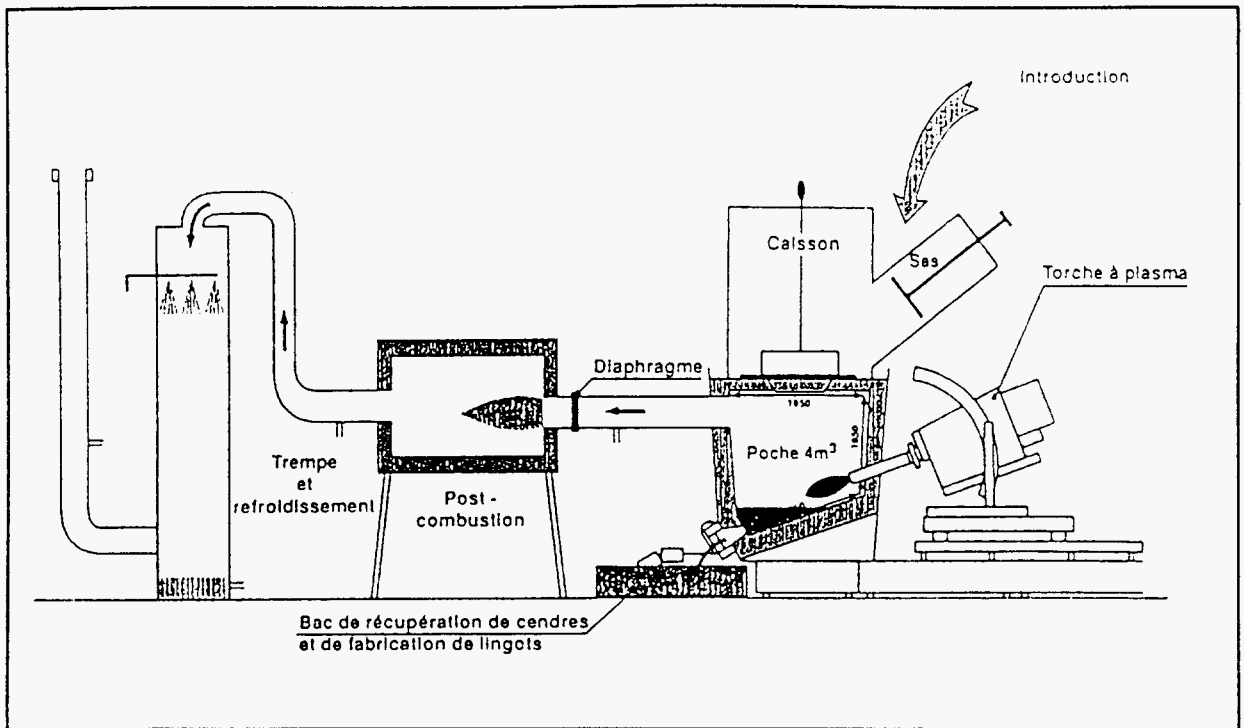 Introduction
Caisson
Sas
Torche à plasma
Diaphragme
1950
1650
Poche 4m³
Trempe
et
refroidissement
Post -
combustion
Bac de récupération de cendres
et de fabrication de lingots